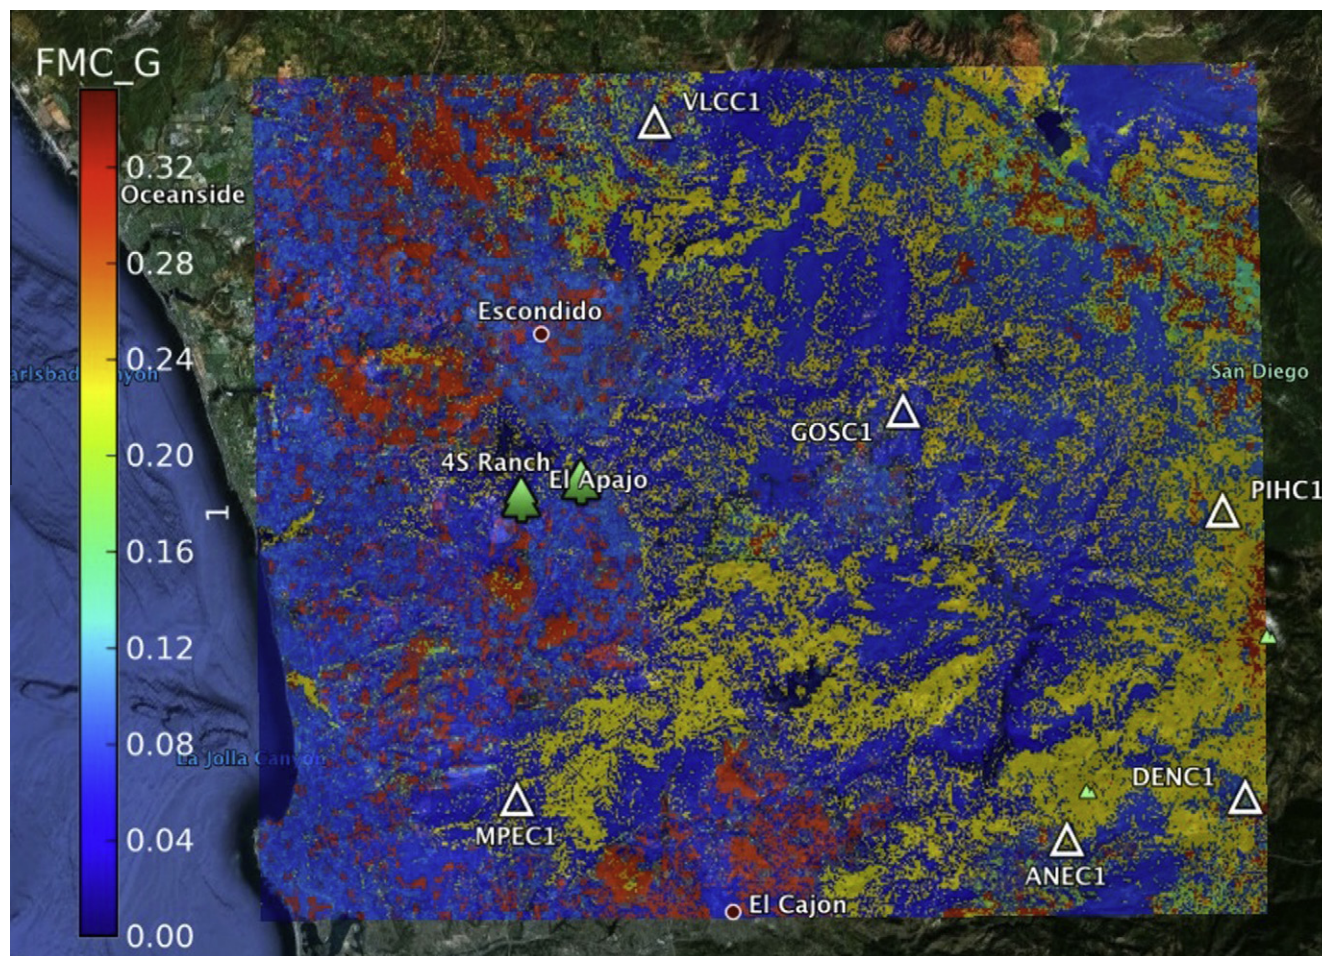 FMC_G
VLCC1
0.32
Oceanside
0.28
Escondido
0.24
San Diego
GOSC1
4S Ranch
El Apajo
0.20
PIHC1
1
0.16
0.12
0.08
La Jolla Canyon
DENC1
MPEC1
0.04
ANEC1
El Cajon
0.00